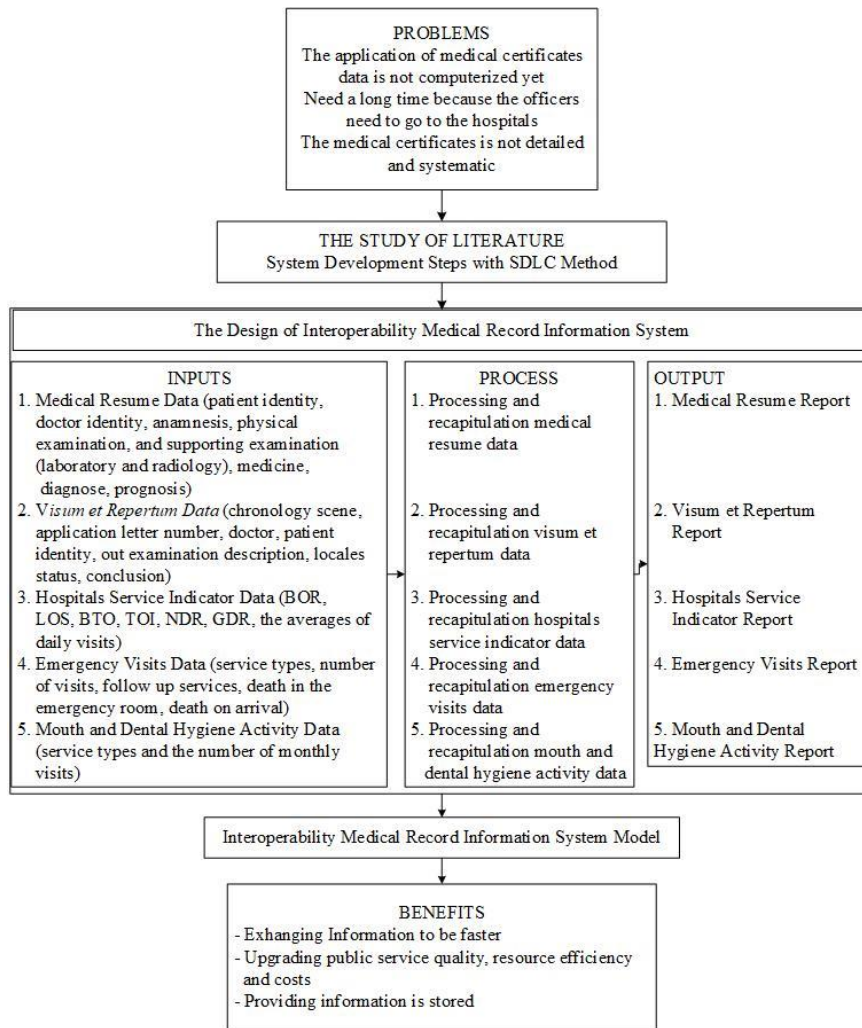 PROBLEMS
The application of medical certificates
data is not computerized yet
Need a long time because the officers
need to go to the hospitals
The medical certificates is not detailed
and systematic
THE STUDY OF LITERATURE
System Development Steps with SDLC Method
The Design of Interoperability Medical Record Information System
INPUTS
1. Medical Resume Data (patient identity,
doctor identity, anamnesis, physical
examination, and supporting examination
(laboratory and radiology), medicine,
diagnose, prognosis)
2. Visum et Repertum Data (chronology scene,
application letter number, doctor, patient
identity, out examination description, locales
status, conclusion)
3. Hospitals Service Indicator Data (BOR,
LOS, BTO, TOI, NDR, GDR, the averages of
daily visits)
4. Emergency Visits Data (service types, number
of visits, follow up services, death in the
emergency room, death on arrival)
5. Mouth and Dental Hygiene Activity Data
(service types and the number of monthly
visits)
PROCESS
1. Processing and
recapitulation medical
resume data
2. Processing and
recapitulation visum et
repertum data
3. Processing and
recapitulation hospitals
service indicator data
4. Processing and
recapitulation emergency
visits data
5. Processing and
recapitulation mouth and
dental hygiene activity data
OUTPUT
1. Medical Resume Report
2. Visum et Repertum
Report
3. Hospitals Service
Indicator Report
4. Emergency Visits Report
5. Mouth and Dental
Hygiene Activity Report
Interoperability Medical Record Information System Model
BENEFITS
- Exhanging Information to be faster
- Upgrading public service quality, resource efficiency
and costs
- Providing information is stored